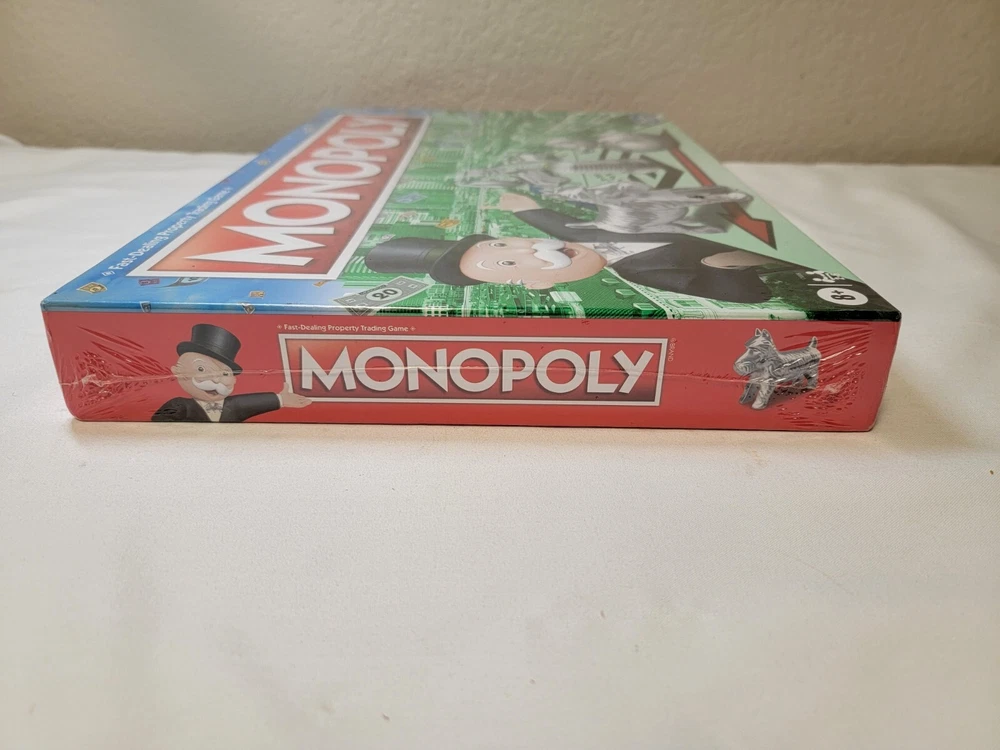 Fast-Dealing Property Trading Game
MONOPOLY
20
8+
Fast-Dealing Property Trading Game
MONOPOLY